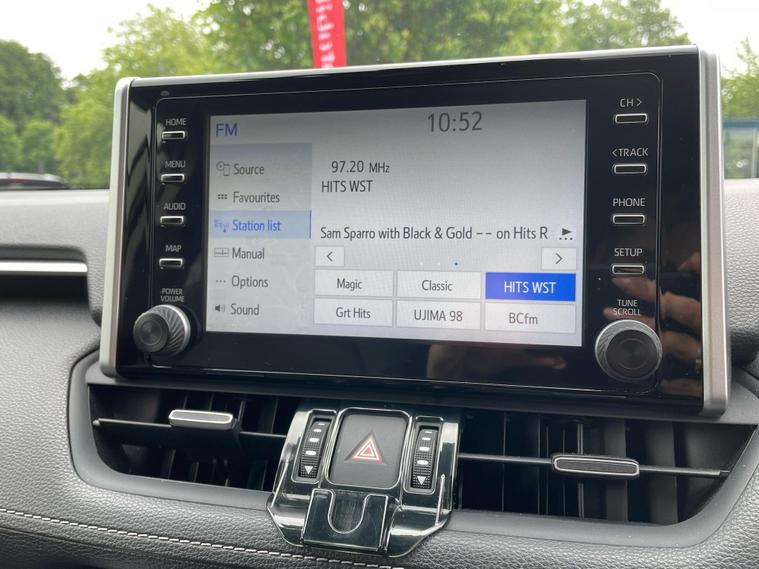 HOME
MENU
AUDIO
MAP
POWER
VOLUME
FM
10:52
Source
Favourites
Station list
Manual
Options
Sound
97.20 MHz
HITS WST
Sam Sparro with Black & Gold -- on Hits R
<
>
Magic
Classic
HITS WST
Grt Hits
UJIMA 98
BCfm
CH >
<TRACK
PHONE
SETUP
TUNE
SCROLL